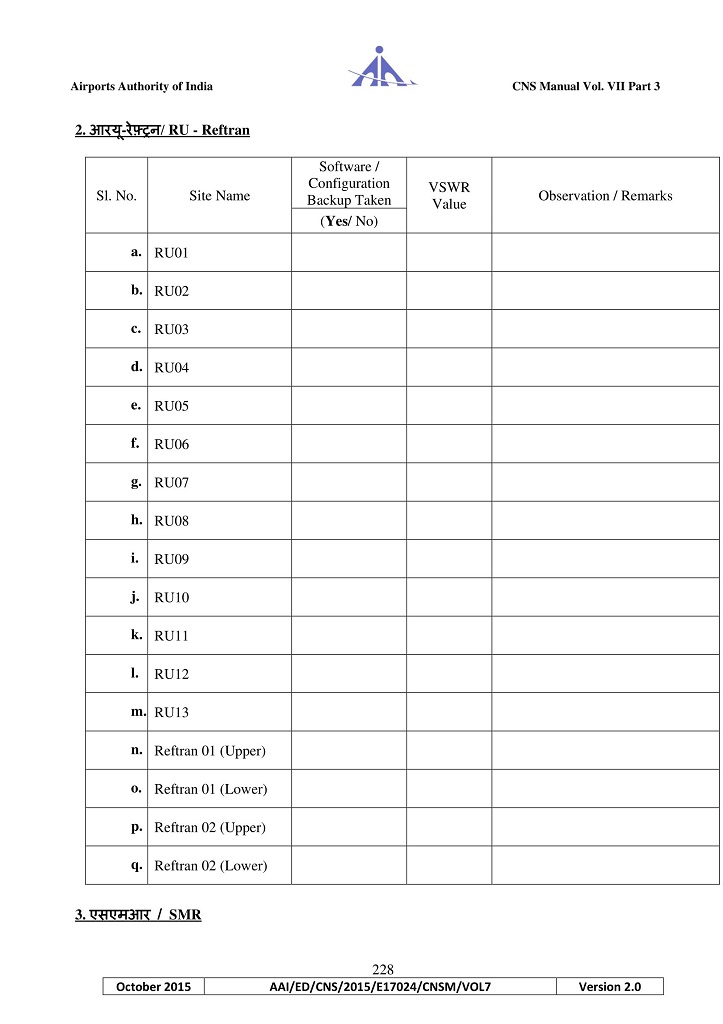 Airports Authority of India CNS Manual Vol. VII Part 3
2. आरयू-रेफ़्ट्रन/ RU - Reftran
Sl. No. Site Name Software / Configuration Backup Taken (Yes/ No) VSWR Value Observation / Remarks
a. RU01
b. RU02
c. RU03
d. RU04
e. RU05
f. RU06
g. RU07
h. RU08
i. RU09
j. RU10
k. RU11
l. RU12
m. RU13
n. Reftran 01 (Upper)
o. Reftran 01 (Lower)
p. Reftran 02 (Upper)
q. Reftran 02 (Lower)
3. एसएमआर / SMR
228
October 2015 AAI/ED/CNS/2015/E17024/CNSM/VOL7 Version 2.0